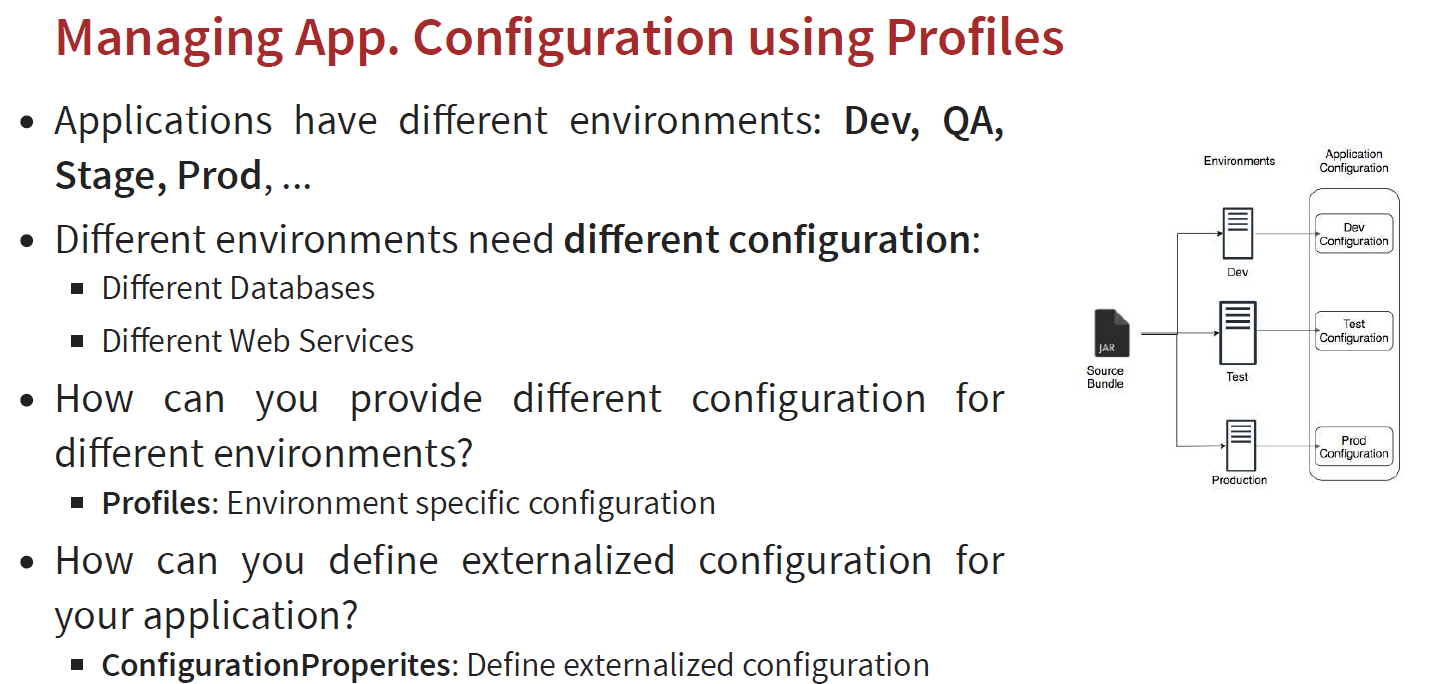 Managing App. Configuration using Profiles
• Applications have different environments: Dev, QA,
Stage, Prod, ...
• Different environments need different configuration:
▪ Different Databases
▪ Different Web Services
• How can you provide different configuration for
different environments?
▪ Profiles: Environment specific configuration
• How can you define externalized configuration for
your application?
▪ ConfigurationProperites: Define externalized configuration
Environments
Application
Configuration
Dev
Dev
Configuration
JAR
Source
Bundle
Test
Test
Configuration
Production
Prod
Configuration